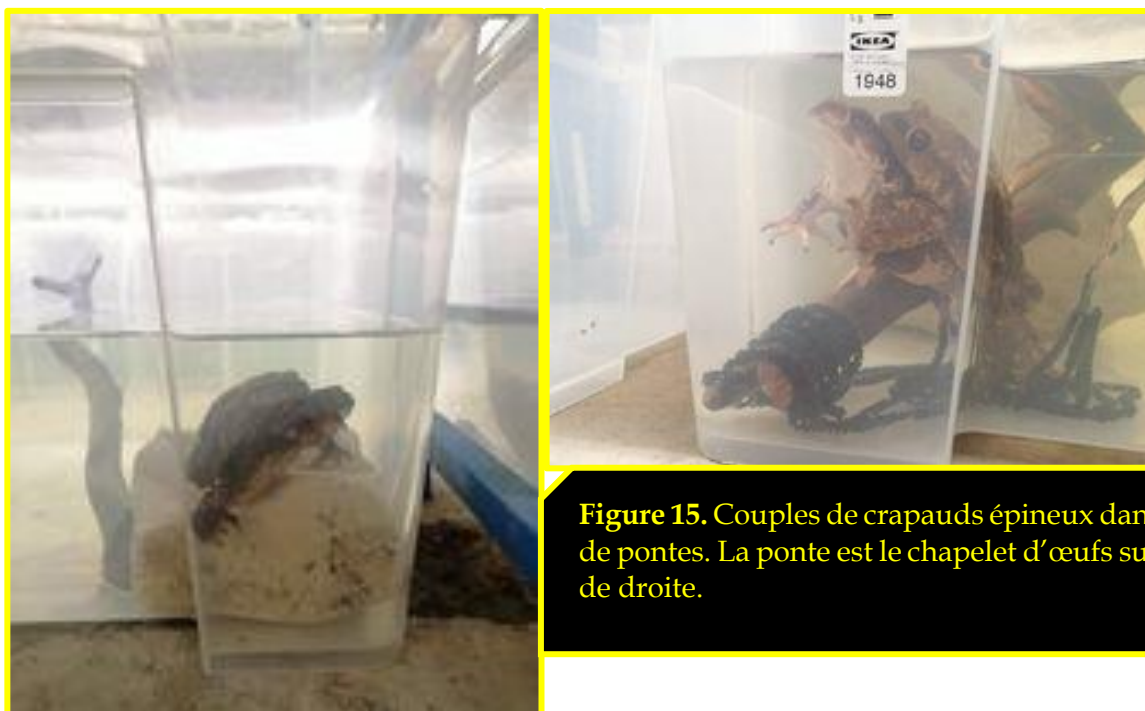 IKEA
1948
Figure 15. Couples de crapauds épineux dan
de pontes. La ponte est le chapelet d’œufs su
de droite.